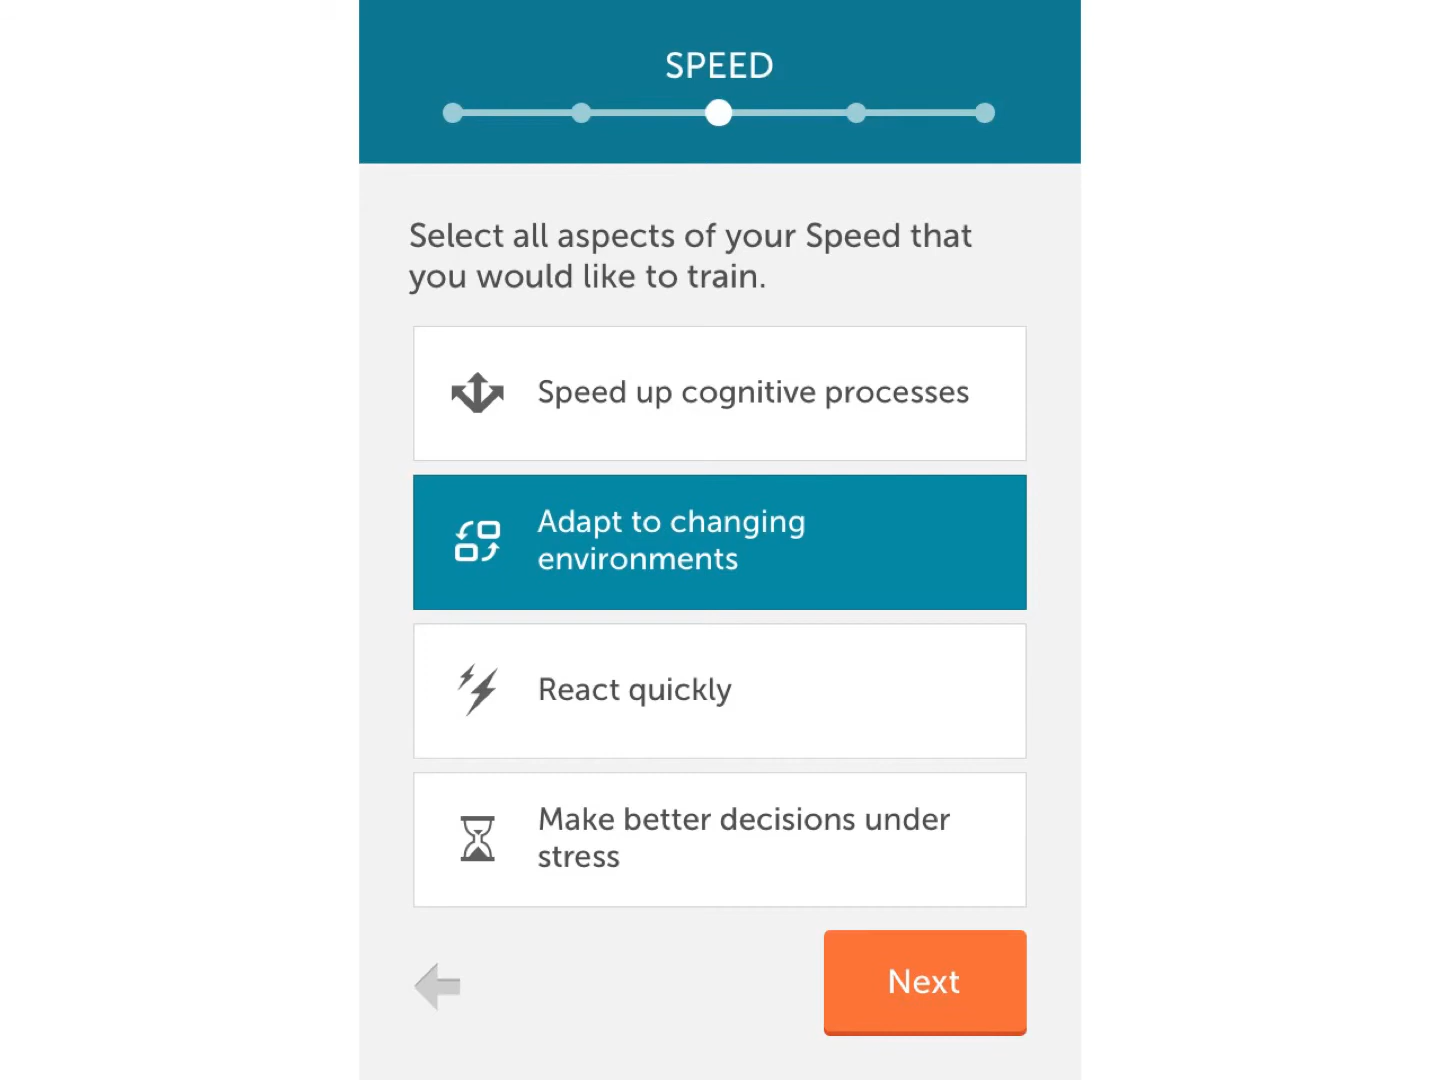 SPEED
Select all aspects of your Speed that
you would like to train.
Speed up cognitive processes
Adapt to changing
environments
React quickly
Make better decisions under
stress
Next